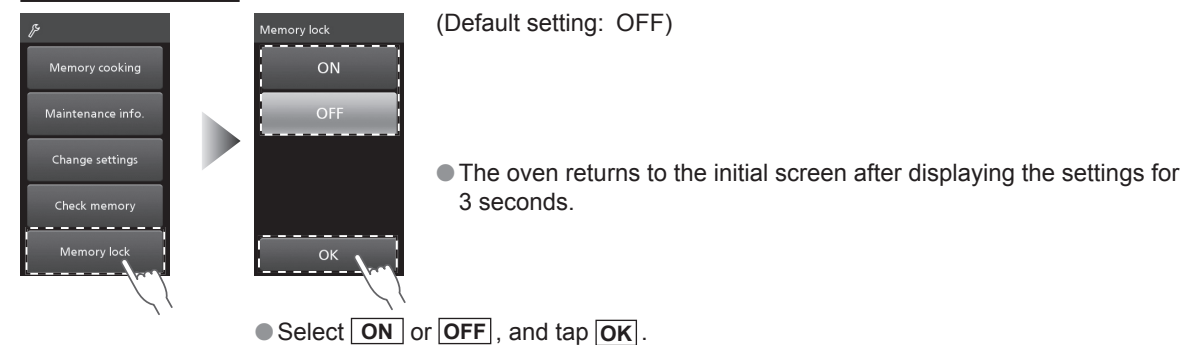 Memory cooking
Maintenance info.
Change settings
Check memory
Memory lock
Memory lock
ON
OFF
OK
(Default setting: OFF)
● The oven returns to the initial screen after displaying the settings for
3 seconds.
● Select ON or OFF, and tap OK.